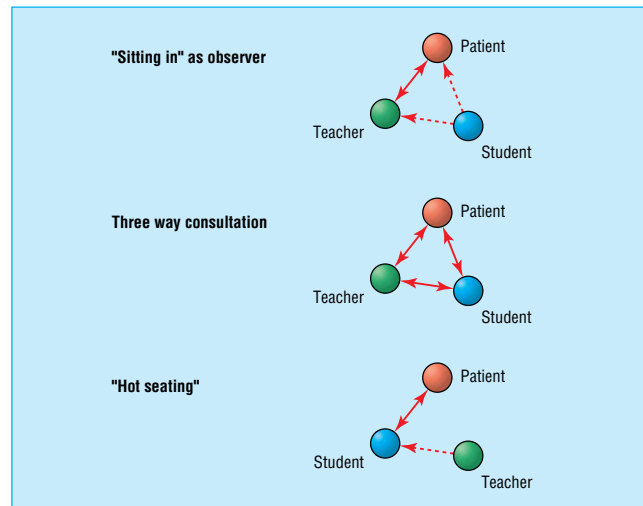 "Sitting in" as observer
Patient
Teacher
Student
Three way consultation
Patient
Teacher
Student
"Hot seating"
Patient
Student
Teacher